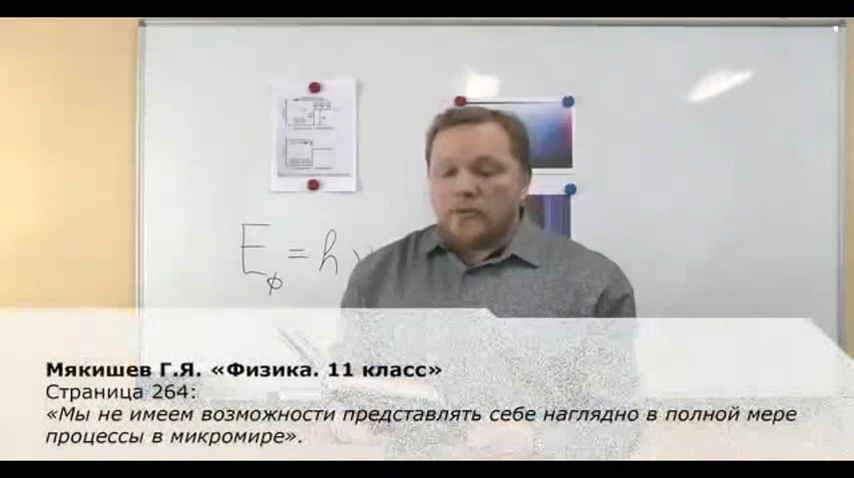 E_ф = hν
Мякишев Г.Я. «Физика. 11 класс»
Страница 264:
«Мы не имеем возможности представлять себе наглядно в полной мере
процессы в микромире».